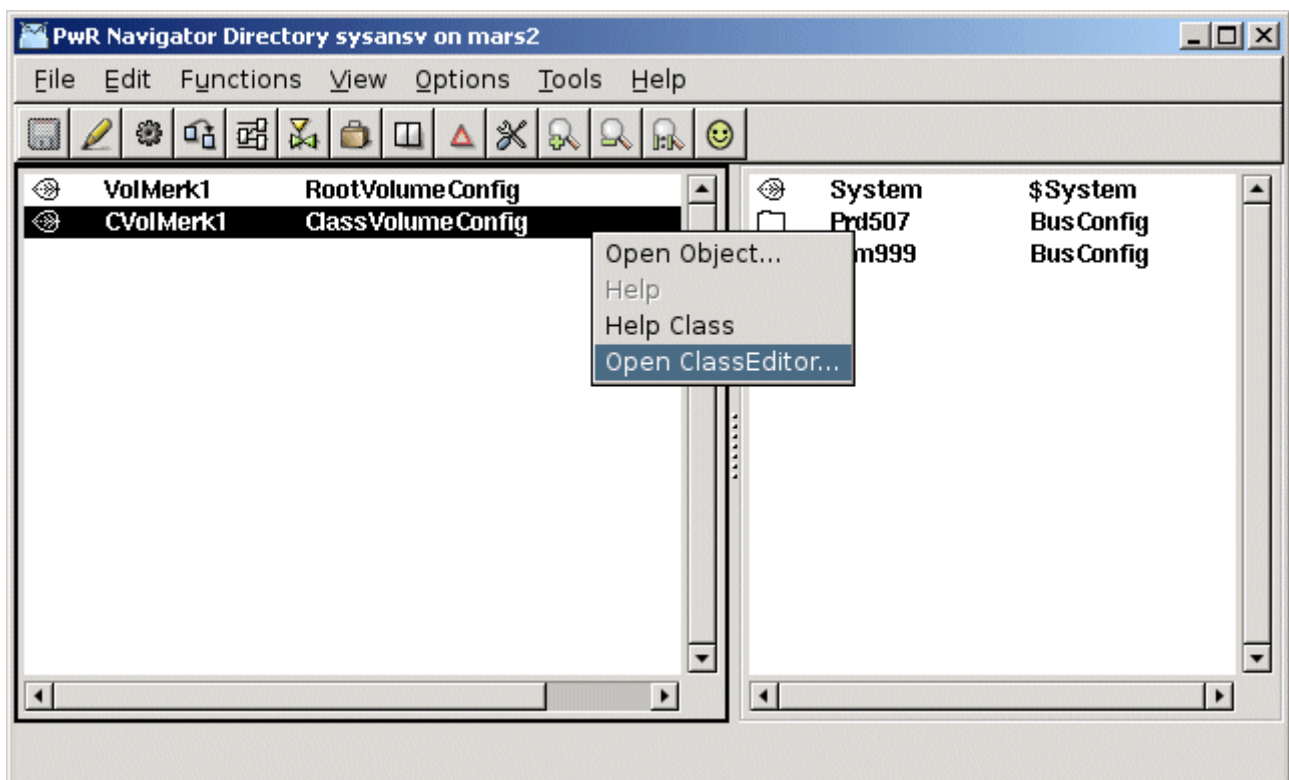 PwR Navigator Directory sysansv on mars2
File Edit Functions View Options Tools Help
VolMerk1 RootVolumeConfig
CVolMerk1 ClassVolumeConfig
System $System
Prd507 BusConfig
m999 BusConfig
Open Object...
Help
Help Class
Open ClassEditor...